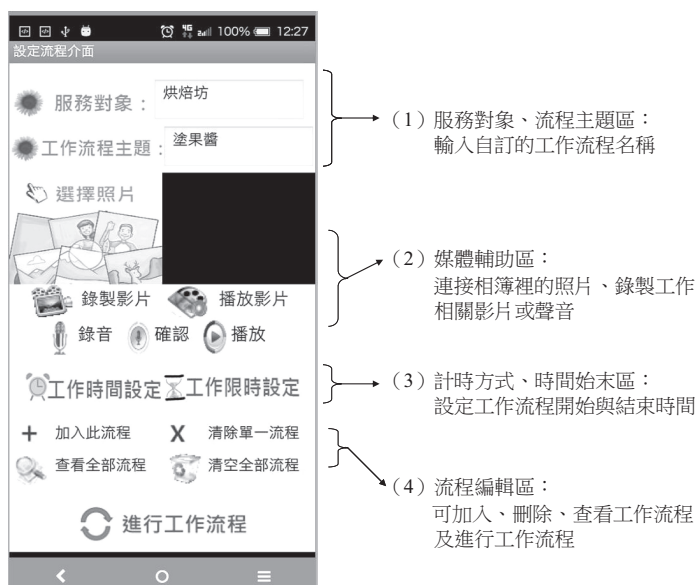 4G 100% 12:27
設定流程介面
服務對象： 烘焙坊
工作流程主題： 塗果醬
選擇照片
錄製影片 播放影片
錄音 確認 播放
工作時間設定 工作限時設定
+ 加入此流程 X 清除單一流程
查看全部流程 清空全部流程
進行工作流程
（1）服務對象、流程主題區：
輸入自訂的工作流程名稱
（2）媒體輔助區：
連接相簿裡的照片、錄製工作
相關影片或聲音
（3）計時方式、時間始末區：
設定工作流程開始與結束時間
（4）流程編輯區：
可加入、刪除、查看工作流程
及進行工作流程